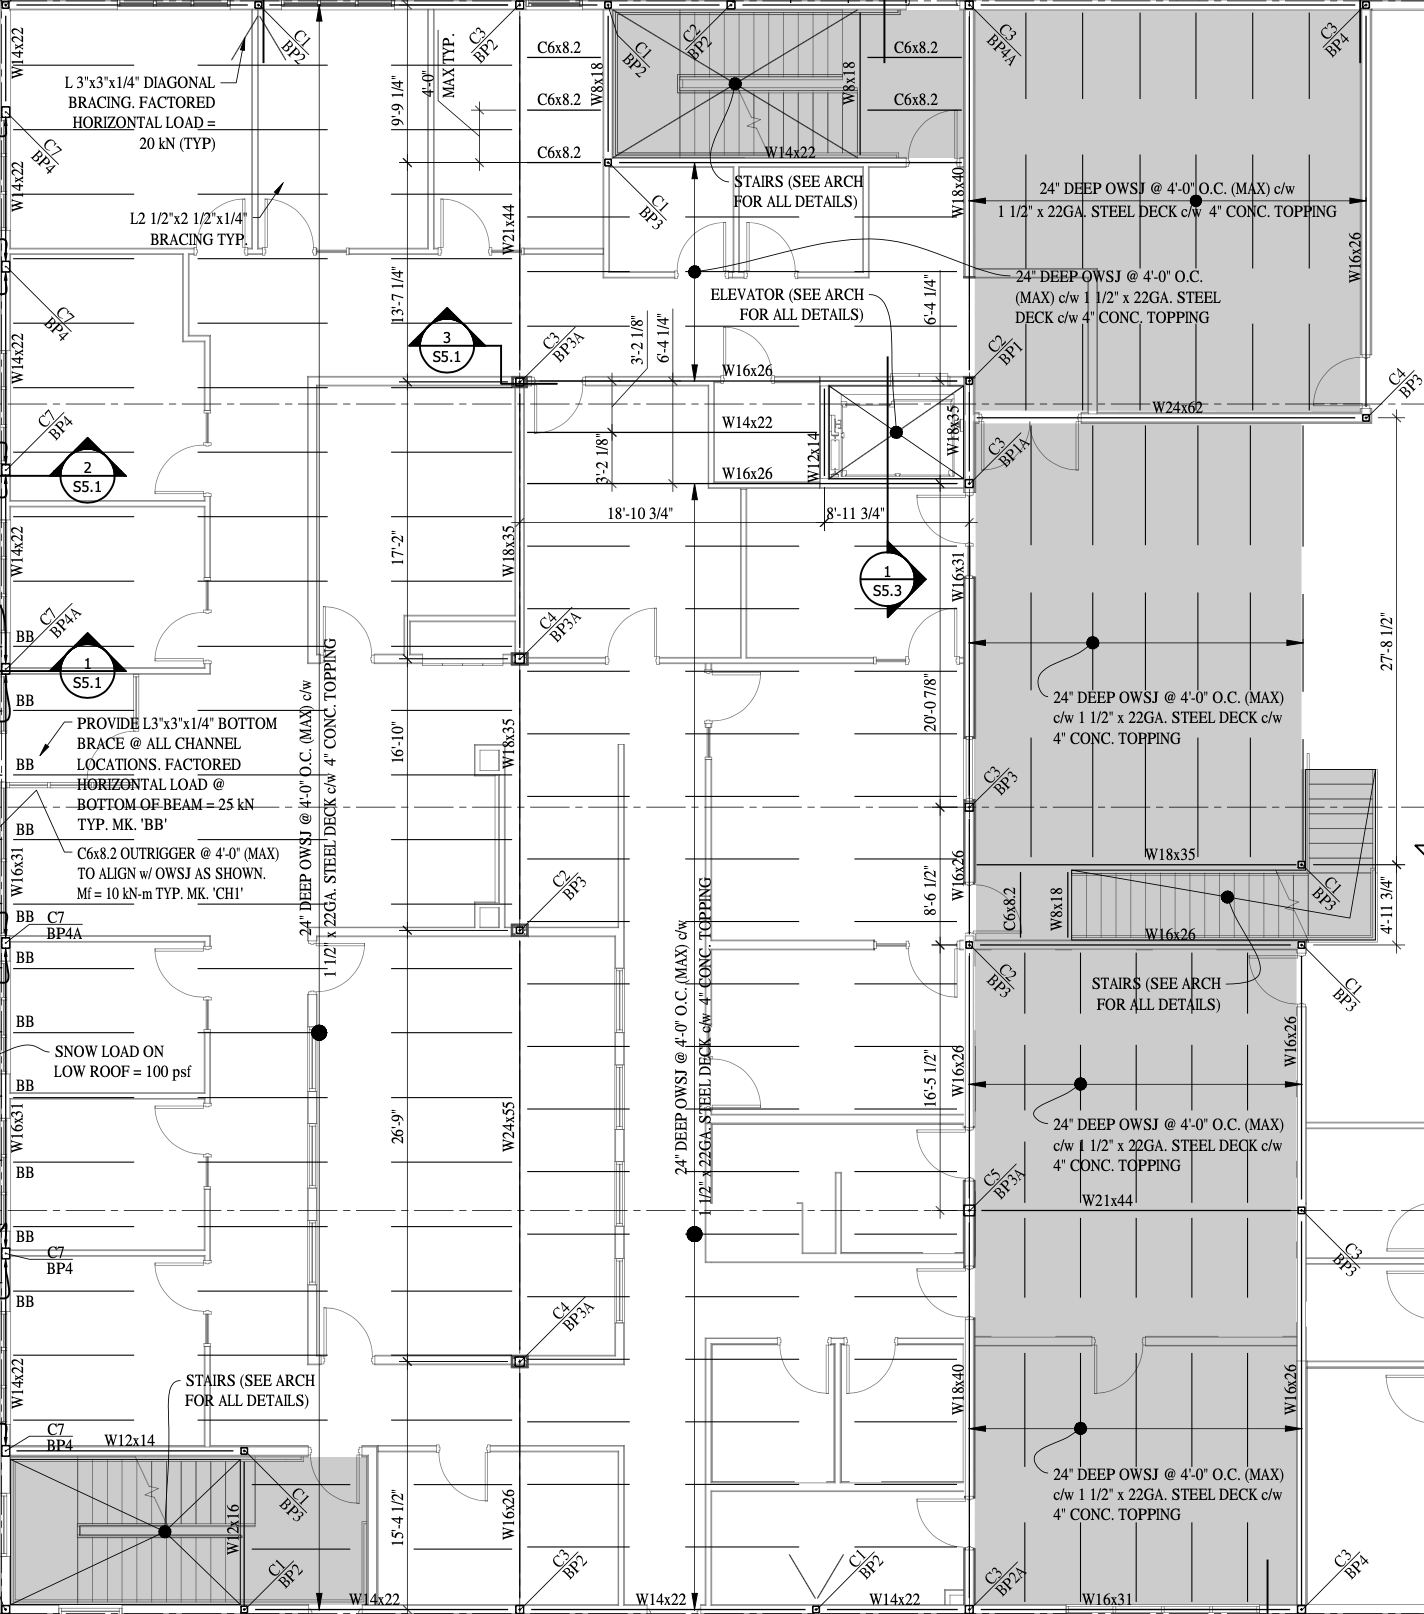 W14x22
C1
BP2
C3
BP2
C1
BP2
C2
BP2
C3
BP4A
C3
BP4
L 3"x3"x1/4" DIAGONAL
BRACING. FACTORED
HORIZONTAL LOAD =
20 kN (TYP)
9'-9 1/4"
4'-0"
MAX TYP.
C6x8.2
C6x8.2
C6x8.2
W8x18
W8x18
C6x8.2
C6x8.2
W14x22
C7
BP4
W14x22
L2 1/2"x2 1/2"x1/4"
BRACING TYP.
W21x44
C1
BP3
STAIRS (SEE ARCH
FOR ALL DETAILS)
W18x40
24" DEEP OWSJ @ 4'-0" O.C. (MAX) c/w
1 1/2" x 22GA. STEEL DECK c/w  4" CONC. TOPPING
W16x26
24" DEEP OWSJ @ 4'-0" O.C.
(MAX) c/w 1 1/2" x 22GA. STEEL
DECK c/w 4" CONC. TOPPING
C7
BP4
13'-7 1/4"
ELEVATOR (SEE ARCH
FOR ALL DETAILS)
6'-4 1/4"
3
S5.1
C3
BP3A
3'-2 1/8"
6'-4 1/4"
C2
BP1
W14x22
W16x26
C4
BP3
W24x62
C7
BP4
W14x22
W12x14
W18x35
3'-2 1/8"
W16x26
C3
BP1A
2
S5.1
18'-10 3/4"
8'-11 3/4"
W14x22
17'-2"
W18x35
1
S5.3
W16x31
C7
BP4A
BB
C4
BP3A
27'-8 1/2"
1
S5.1
BB
24" DEEP OWSJ @ 4'-0" O.C. (MAX) c/w
1 1/2" x 22GA. STEEL DECK c/w  4" CONC. TOPPING
20'-0 7/8"
24" DEEP OWSJ @ 4'-0" O.C. (MAX)
c/w 1 1/2" x 22GA. STEEL DECK c/w
4" CONC. TOPPING
PROVIDE L3"x3"x1/4" BOTTOM
BRACE @ ALL CHANNEL
LOCATIONS. FACTORED
HORIZONTAL LOAD @
BOTTOM OF BEAM = 25 kN
TYP. MK. 'BB'
16'-10"
W18x35
BB
C3
BP3
BB
C6x8.2 OUTRIGGER @ 4'-0" (MAX)
TO ALIGN w/ OWSJ AS SHOWN.
Mf = 10 kN-m TYP. MK. 'CH1'
W16x31
C2
BP3
W16x26
W18x35
8'-6 1/2"
C6x8.2
W8x18
C1
BP3
4'-11 3/4"
BB
C7
BP4A
W16x26
BB
24" DEEP OWSJ @ 4'-0" O.C. (MAX) c/w
1 1/2" x 22GA. STEEL DECK c/w  4" CONC. TOPPING
C2
BP3
STAIRS (SEE ARCH
FOR ALL DETAILS)
C1
BP3
BB
SNOW LOAD ON
LOW ROOF = 100 psf
16'-5 1/2"
W16x26
W16x26
BB
W16x31
26'-9"
W24x55
24" DEEP OWSJ @ 4'-0" O.C. (MAX)
c/w 1 1/2" x 22GA. STEEL DECK c/w
4" CONC. TOPPING
BB
C5
BP3A
W21x44
BB
C7
BP4
C3
BP3
BB
C4
BP3A
W14x22
STAIRS (SEE ARCH
FOR ALL DETAILS)
W18x40
W16x26
C7
BP4
W12x14
24" DEEP OWSJ @ 4'-0" O.C. (MAX)
c/w 1 1/2" x 22GA. STEEL DECK c/w
4" CONC. TOPPING
C1
BP3
W12x16
15'-4 1/2"
W16x26
C1
BP2
C3
BP2
C1
BP2
C3
BP2A
C3
BP4
W14x22
W14x22
W14x22
W16x31